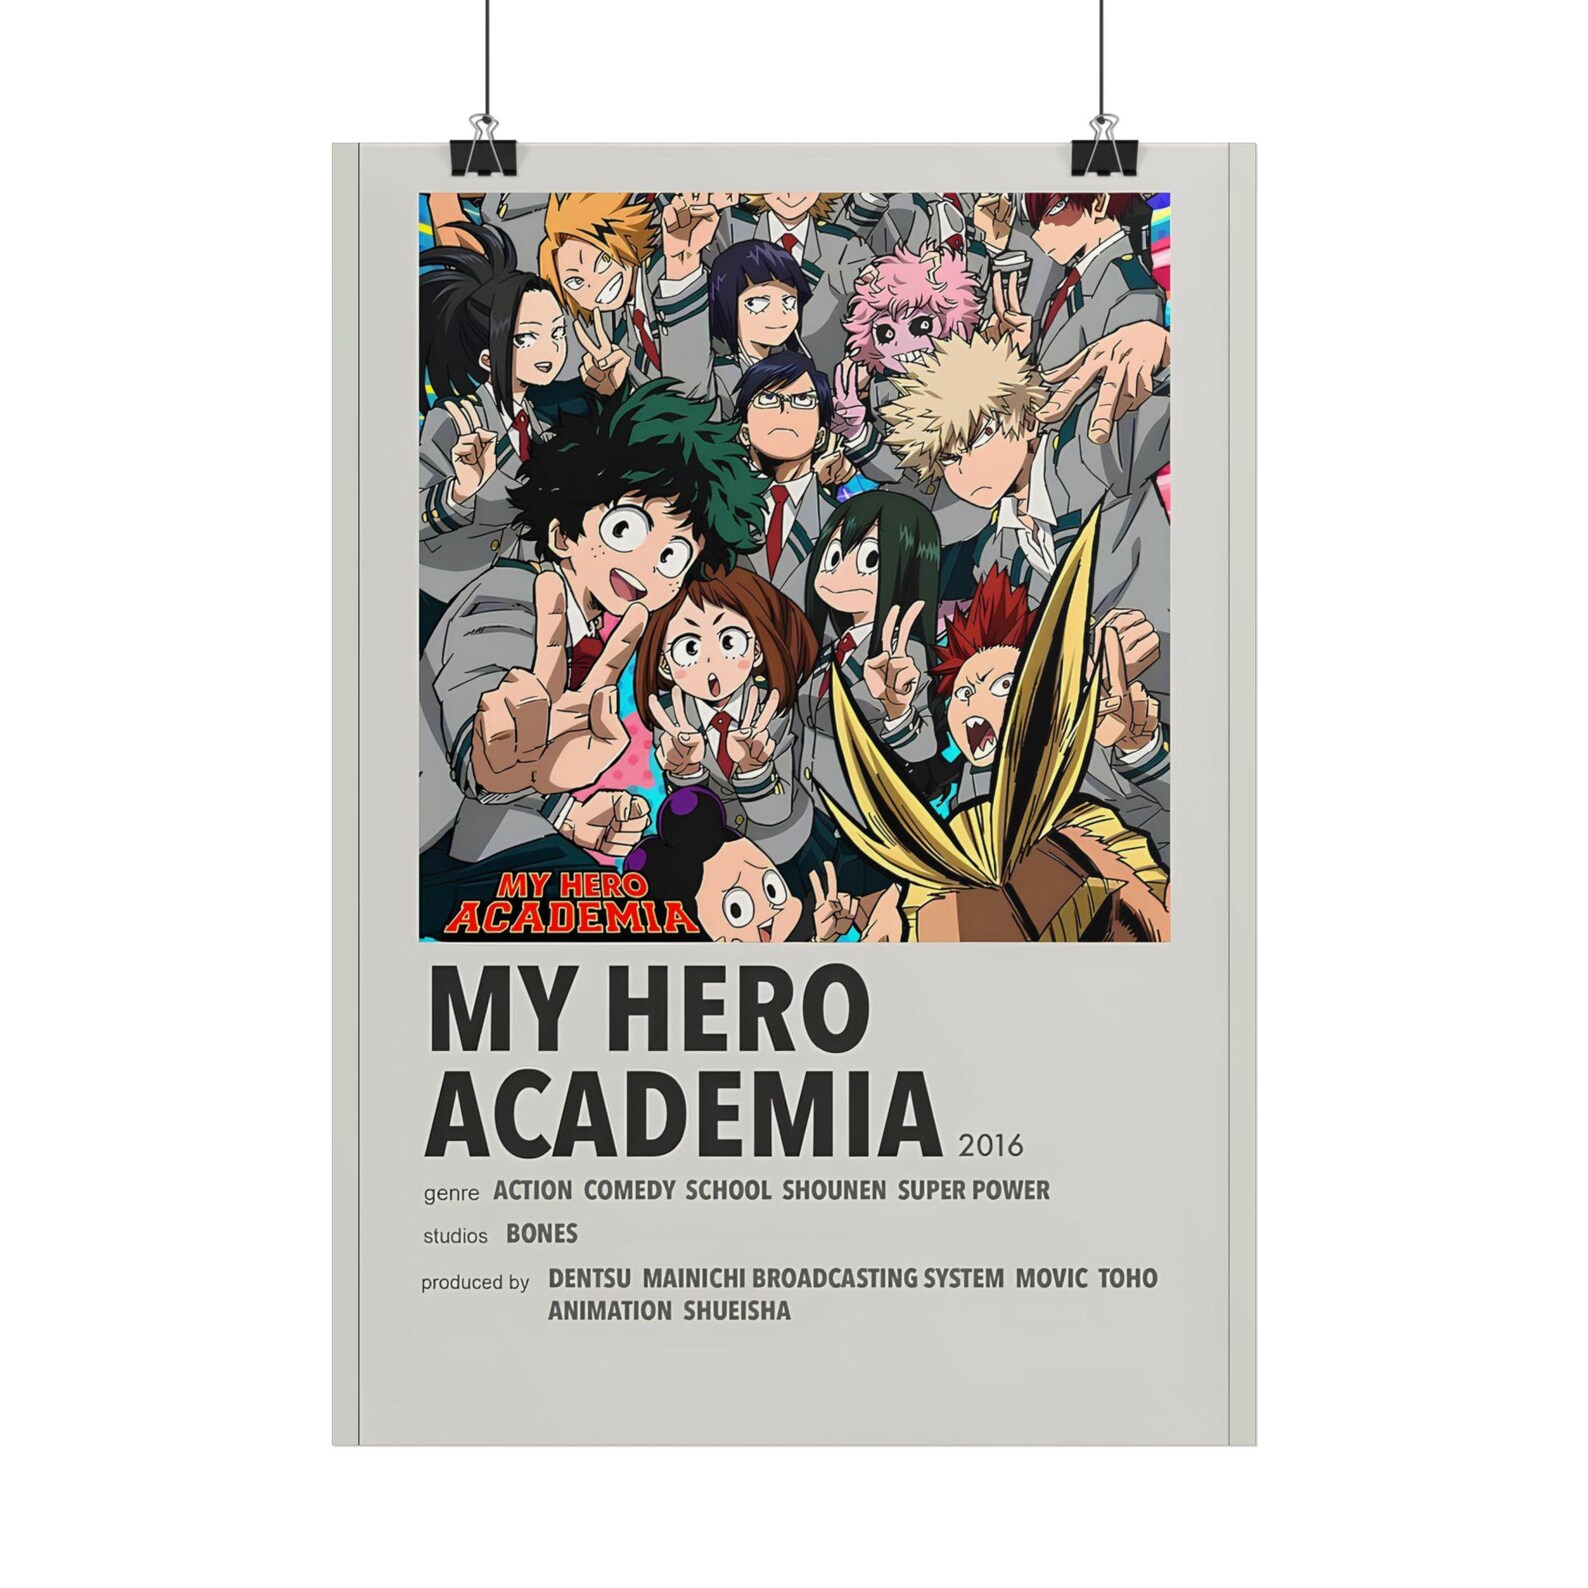 MY HERO
ACADEMIA
MY HERO
ACADEMIA 2016
genre ACTION COMEDY SCHOOL SHOUNEN SUPER POWER
studios BONES
produced by DENTSU MAINICHI BROADCASTING SYSTEM MOVIC TOHO
ANIMATION SHUEISHA